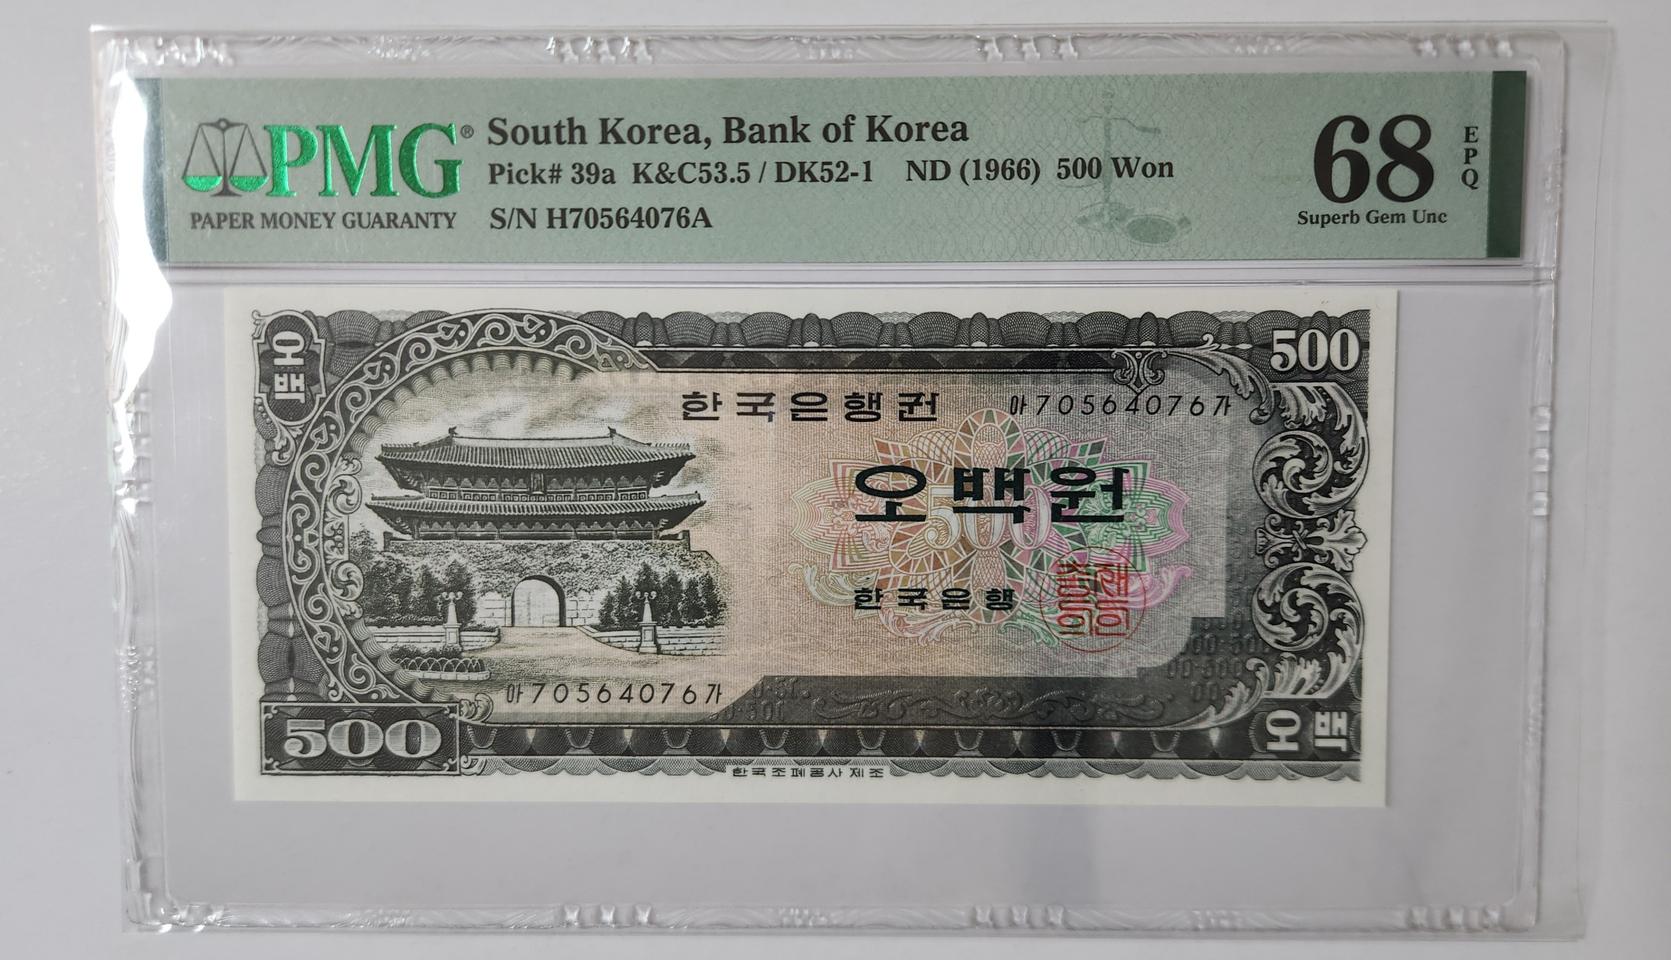 PMG®
PAPER MONEY GUARANTY
South Korea, Bank of Korea
Pick# 39a K&C53.5 / DK52-1 ND (1966) 500 Won
S/N H70564076A
68
EPQ
Superb Gem Unc
오백
500
한국은행권
아70564076가
오백원
500
한국은행
아70564076가
500
오백
한국조폐공사제조